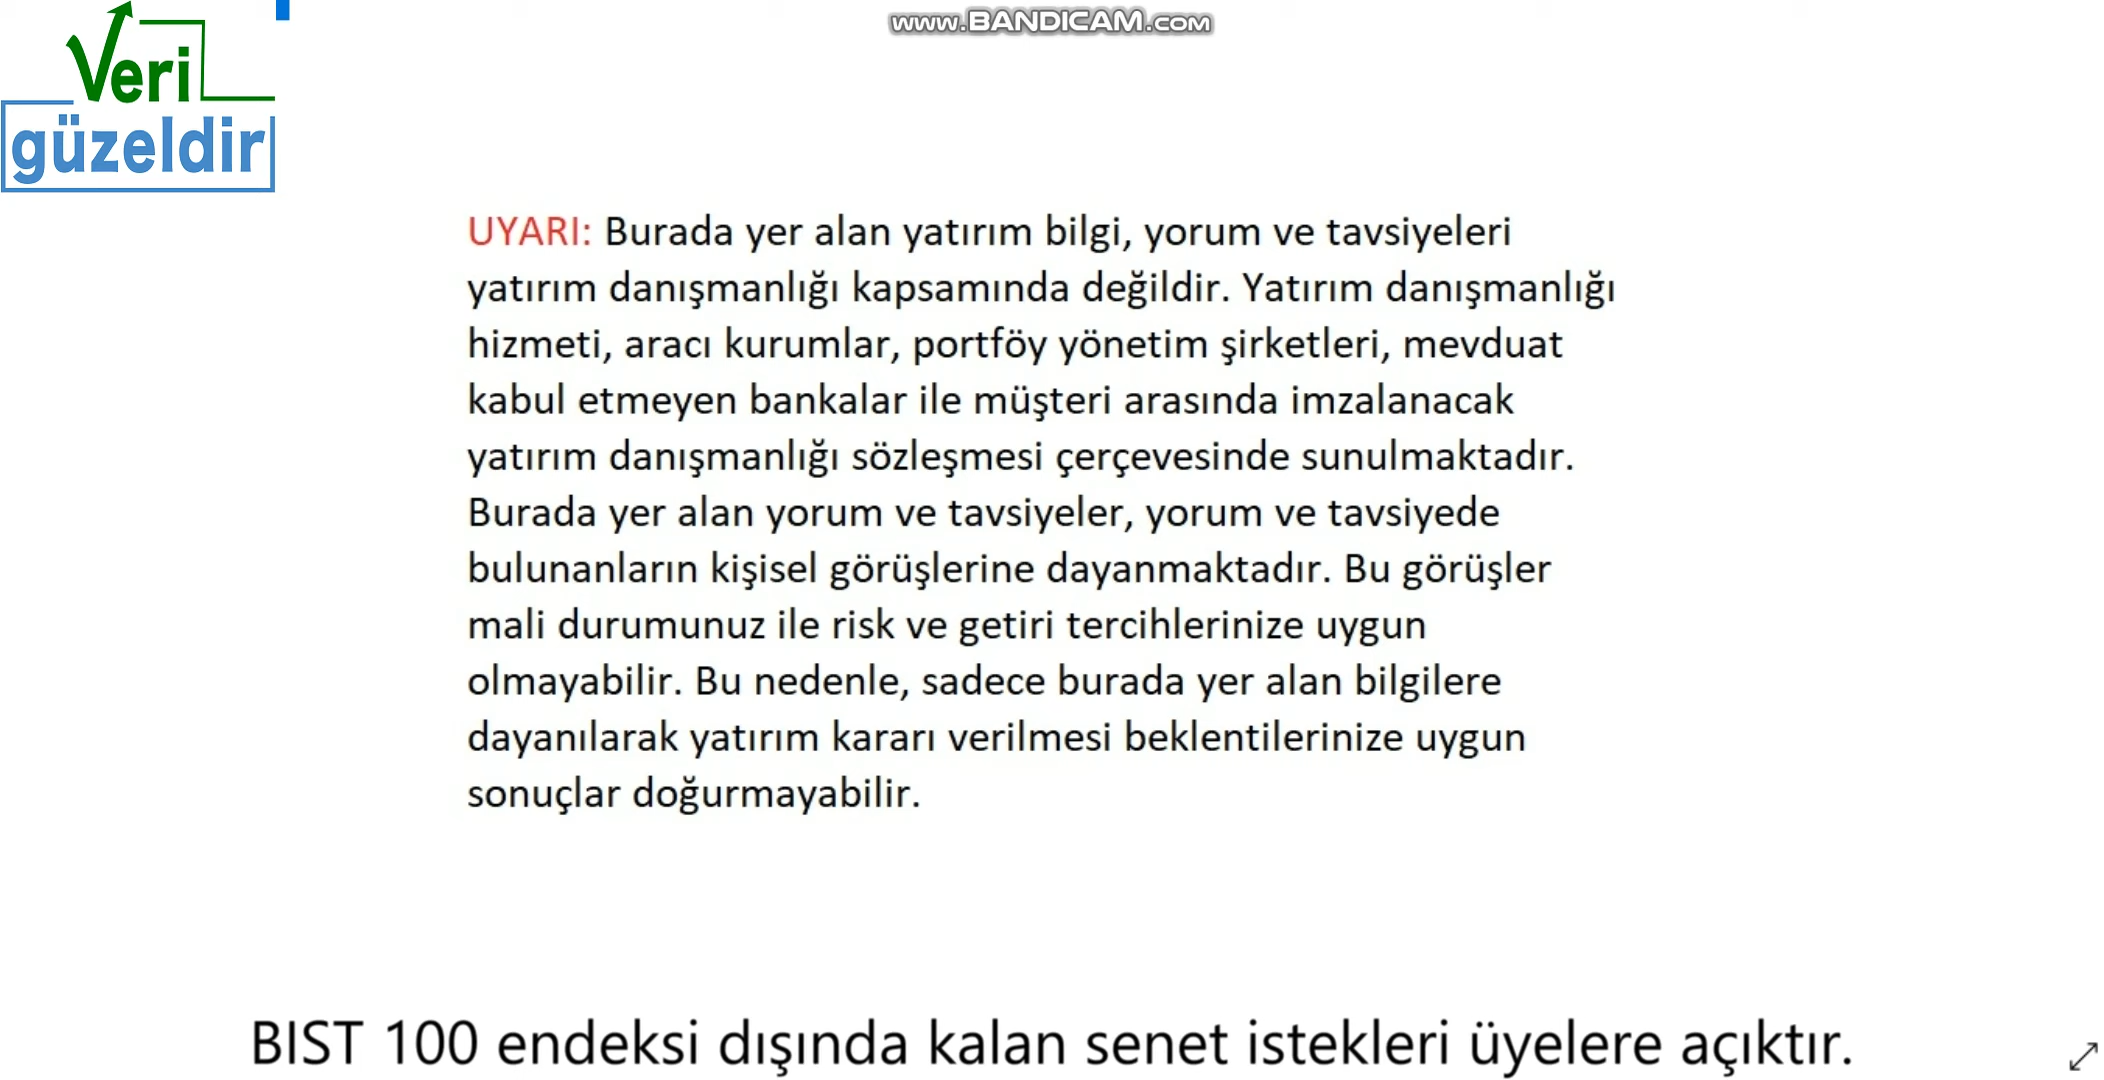 www.BANDICAM.com
Veri
güzeldir
UYARI: Burada yer alan yatırım bilgi, yorum ve tavsiyeleri
yatırım danışmanlığı kapsamında değildir. Yatırım danışmanlığı
hizmeti, aracı kurumlar, portföy yönetim şirketleri, mevduat
kabul etmeyen bankalar ile müşteri arasında imzalanacak
yatırım danışmanlığı sözleşmesi çerçevesinde sunulmaktadır.
Burada yer alan yorum ve tavsiyeler, yorum ve tavsiyede
bulunanların kişisel görüşlerine dayanmaktadır. Bu görüşler
mali durumunuz ile risk ve getiri tercihlerinize uygun
olmayabilir. Bu nedenle, sadece burada yer alan bilgilere
dayanılarak yatırım kararı verilmesi beklentilerinize uygun
sonuçlar doğurmayabilir.
BIST 100 endeksi dışında kalan senet istekleri üyelere açıktır.